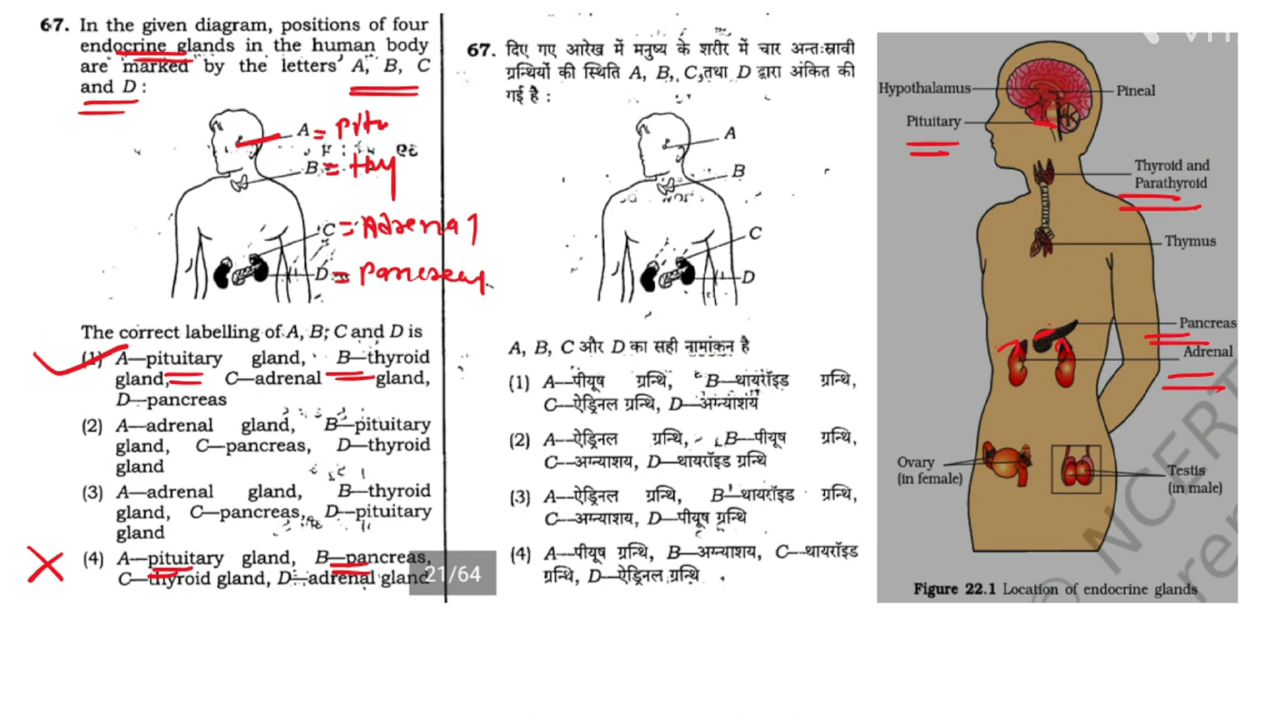 67. In the given diagram, positions of four
endocrine glands in the human body
are marked by the letters A, B, C
and D :
A = Pitu
B = thy
C = Adrenal
D =
The correct labelling of A, B; C and D is
(1) A—pituitary gland, B—thyroid
gland, C—adrenal gland,
D—pancreas
(2) A—adrenal gland, B—pituitary
gland, C—pancreas, D—thyroid
gland
(3) A—adrenal gland, B—thyroid
gland, C—pancreas, D—pituitary
gland
(4) A—pituitary gland, B—pancreas,
C—thyroid gland, D—adrenal gland
21/64
67. दिए गए आरेख में मनुष्य के शरीर में चार अन्तःस्रावी
ग्रन्थियों की स्थिति A, B, C, तथा D द्वारा अंकित की
गई है :
A
B
C
D
A, B, C और D का सही नामांकन है
(1) A—पीयूष ग्रन्थि, B—थायरॉइड ग्रन्थि,
C—ऐड्रिनल ग्रन्थि, D—अग्न्याशय
(2) A—ऐड्रिनल ग्रन्थि, B—पीयूष ग्रन्थि,
C—अग्न्याशय, D—थायरॉइड ग्रन्थि
(3) A—ऐड्रिनल ग्रन्थि, B—थायरॉइड ग्रन्थि,
C—अग्न्याशय, D—पीयूष ग्रन्थि
(4) A—पीयूष ग्रन्थि, B—अग्न्याशय, C—थायरॉइड
ग्रन्थि, D—ऐड्रिनल ग्रन्थि
Hypothalamus
Pineal
Pituitary
Thyroid and
Parathyroid
Thymus
Pancreas
Adrenal
Ovary
(in female)
Testis
(in male)
NCERT
Figure 22.1 Location of endocrine glands